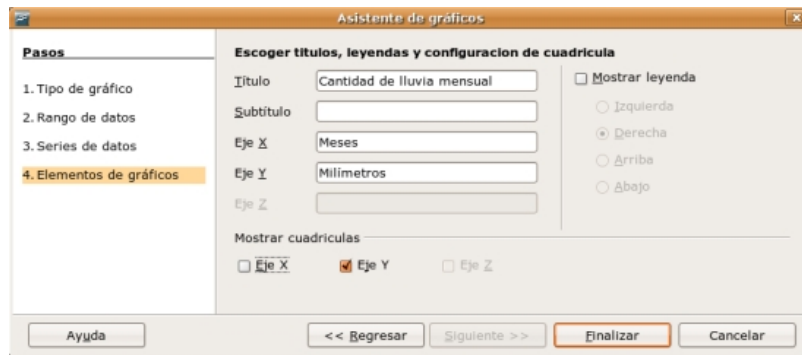 Asistente de gráficos
Pasos
1. Tipo de gráfico
2. Rango de datos
3. Series de datos
4. Elementos de gráficos
Escoger titulos, leyendas y configuracion de cuadricula
Título Cantidad de lluvia mensual
Subtítulo
Eje X Meses
Eje Y Milímetros
Eje Z
Mostrar leyenda
Izquierda
Derecha
Arriba
Abajo
Mostrar cuadriculas
Eje X Eje Y Eje Z
Ayuda << Regresar Siguiente >> Finalizar Cancelar